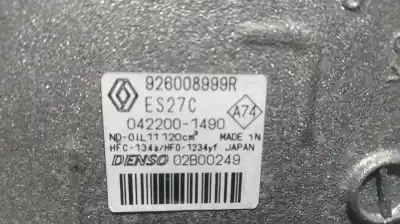 926008999R
ES27C
042200-1490
A74
ND-OIL11 120cm³ MADE IN
HFC-134a/HFO-1234yf JAPAN
DENSO 02B00249